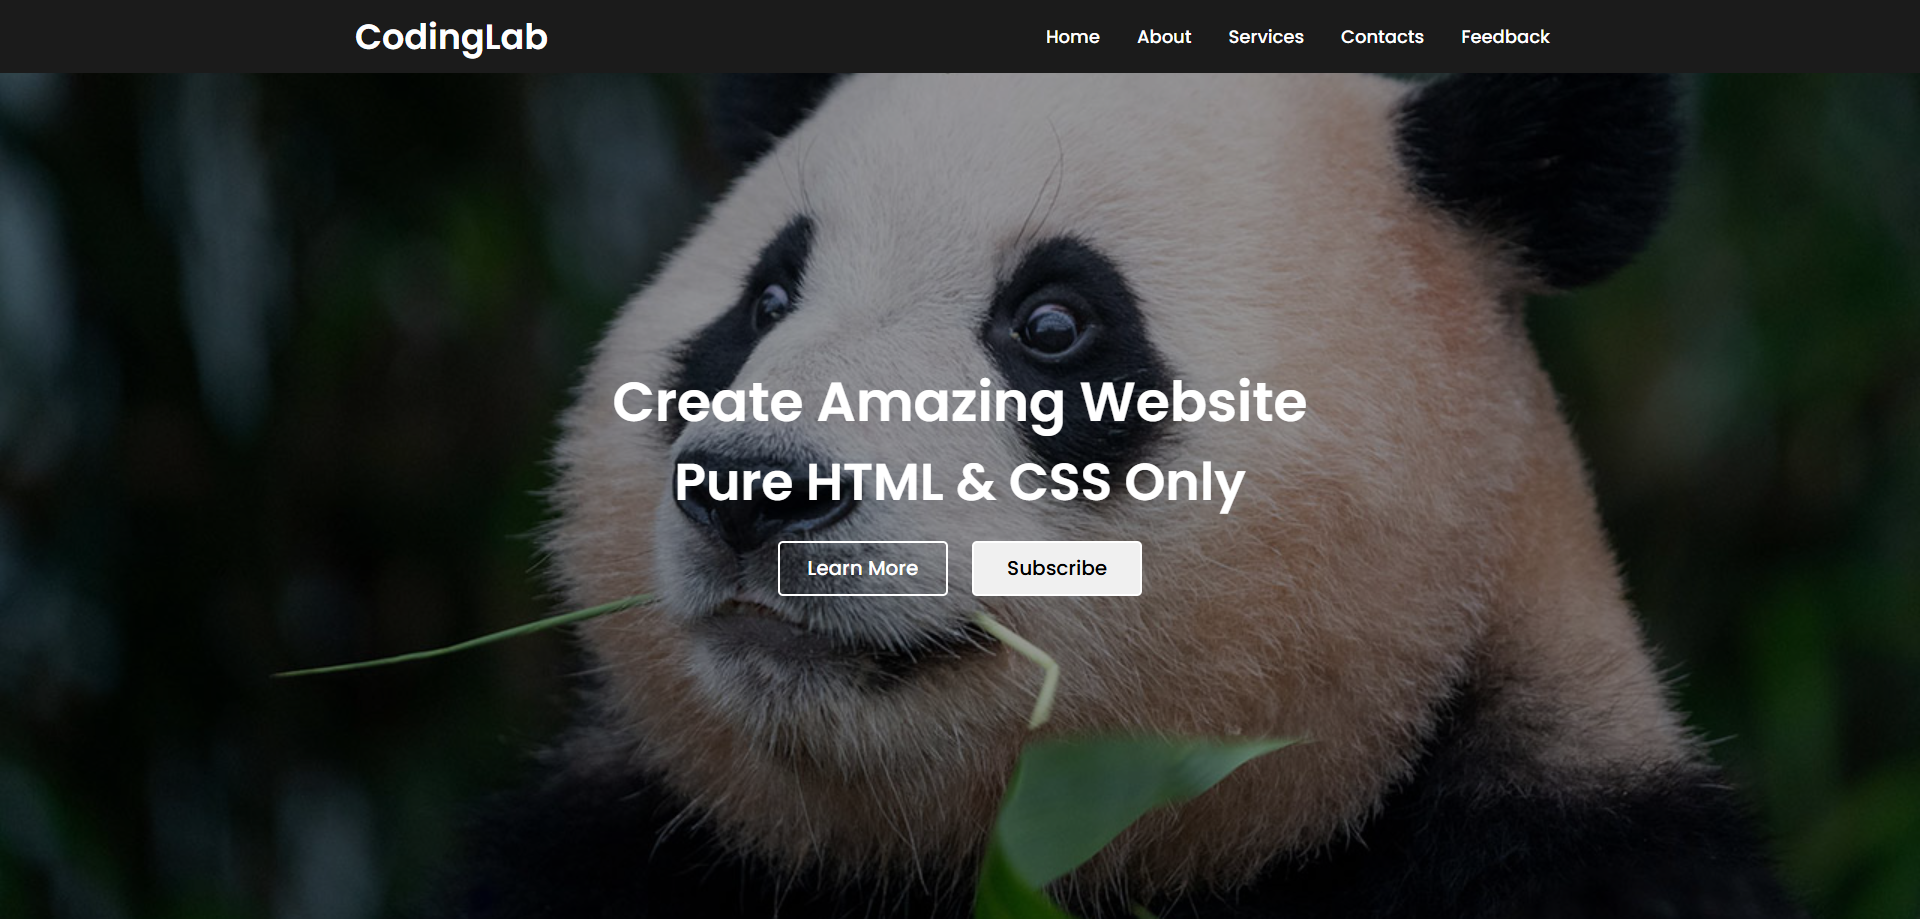 CodingLab
Home About Services Contacts Feedback
Create Amazing Website
Pure HTML & CSS Only
Learn More Subscribe